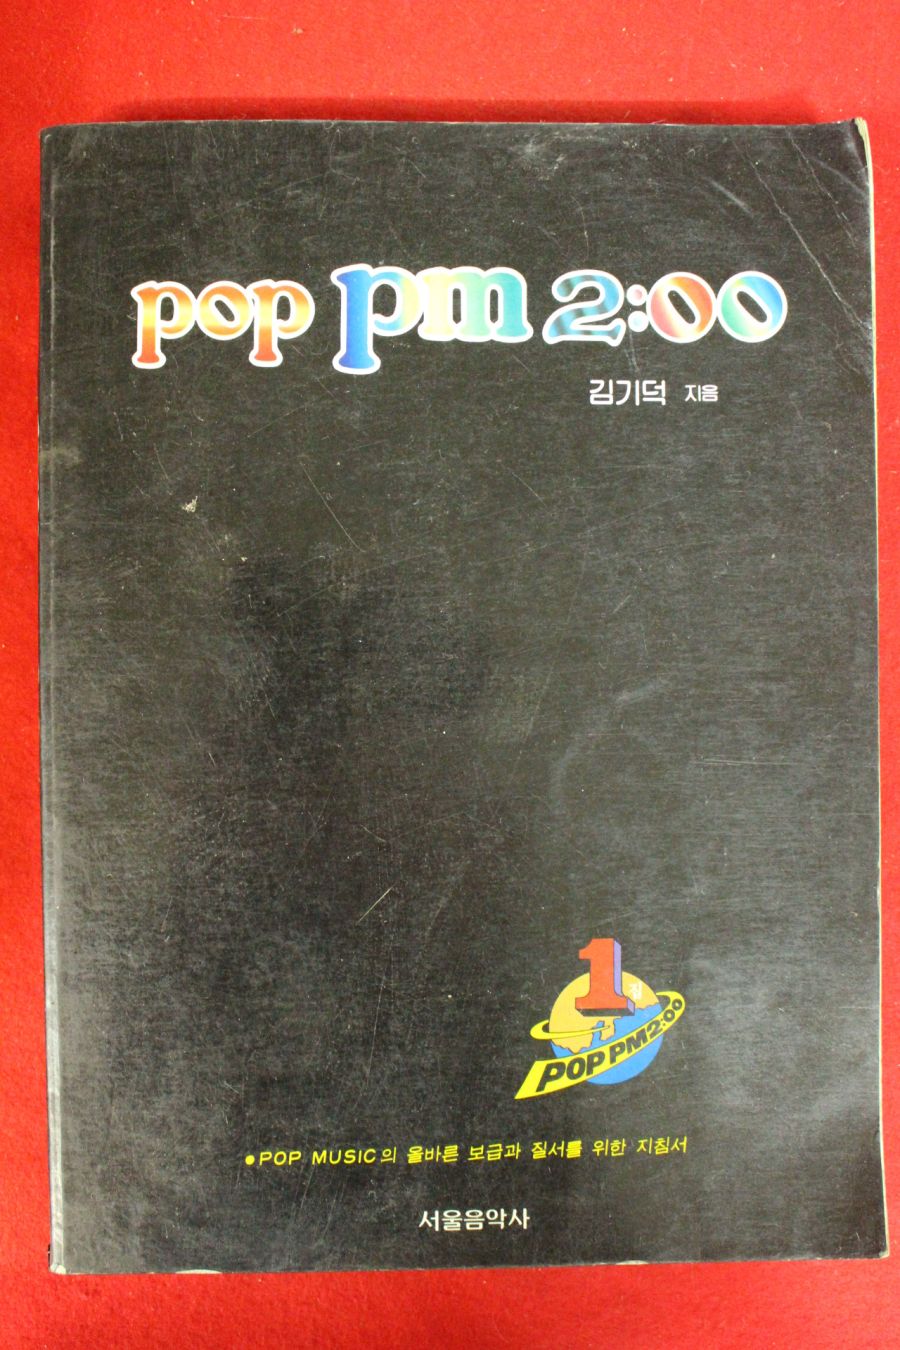 pop pm 2:00
김기덕 지음
1집
POP PM 2:00
●POP MUSIC의 올바른 보급과 질서를 위한 지침서
서울음악사